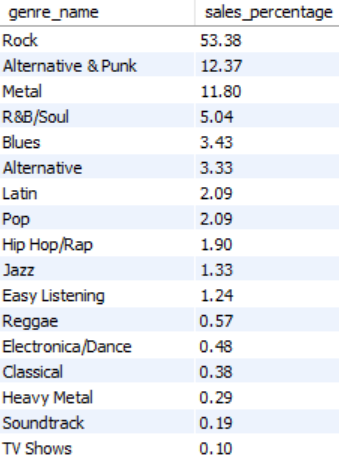 genre_name sales_percentage
Rock 53.38
Alternative & Punk 12.37
Metal 11.80
R&B/Soul 5.04
Blues 3.43
Alternative 3.33
Latin 2.09
Pop 2.09
Hip Hop/Rap 1.90
Jazz 1.33
Easy Listening 1.24
Reggae 0.57
Electronica/Dance 0.48
Classical 0.38
Heavy Metal 0.29
Soundtrack 0.19
TV Shows 0.10